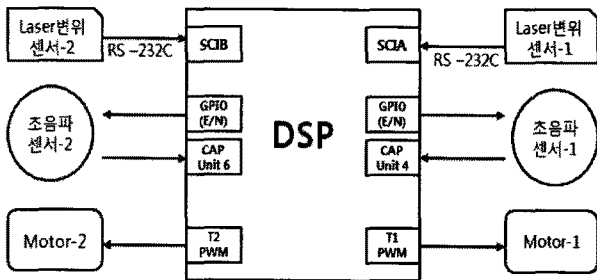 Laser변위
센서-2
RS -232C
SCIB
SCIA
RS -232C
Laser변위
센서-1
초음파
센서-2
GPIO
(E/N)
CAP
Unit 6
DSP
GPIO
(E/N)
CAP
Unit 4
초음파
센서-1
Motor-2
T2
PWM
T1
PWM
Motor-1